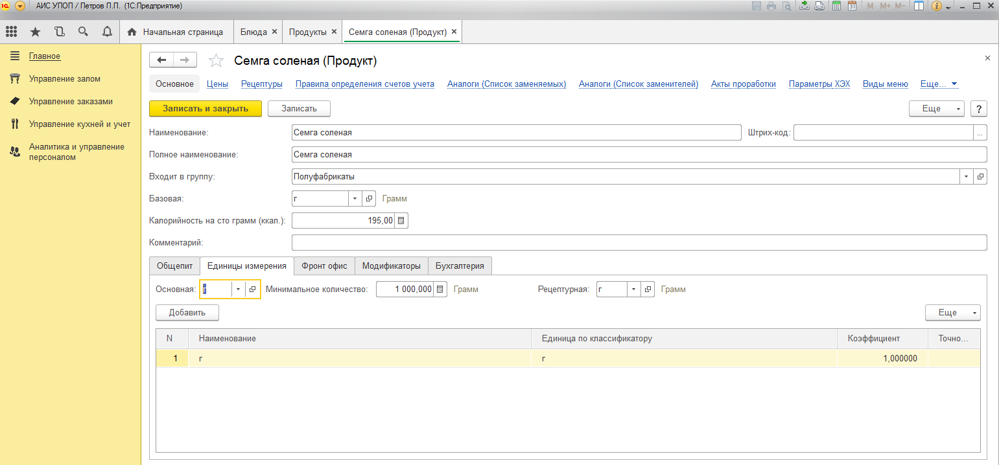 АИС УПОП / Петров П.П. (1С:Предприятие)
M M+ M-
Начальная страница Блюда × Продукты × Семга соленая (Продукт) ×
Главное
Управление залом
Управление заказами
Управление кухней и учет
Аналитика и управление
персоналом
Семга соленая (Продукт)
Основное Цены Рецептуры Правила определения счетов учета Аналоги (Список заменяемых) Аналоги (Список заменителей) Акты проработки Параметры ХЭХ Виды меню Еще...
Записать и закрыть Записать Еще ?
Наименование: Семга соленая Штрих-код: ...
Полное наименование: Семга соленая
Входит в группу: Полуфабрикаты
Базовая: г Грамм
Калорийность на сто грамм (ккал.): 195,00
Комментарий:
Общепит Единицы измерения Фронт офис Модификаторы Бухгалтерия
Основная: г Минимальное количество: 1 000,000 Грамм Рецептурная: г Грамм
Добавить Еще
N Наименование Единица по классификатору Коэффициент Точно...
1 г г 1,000000